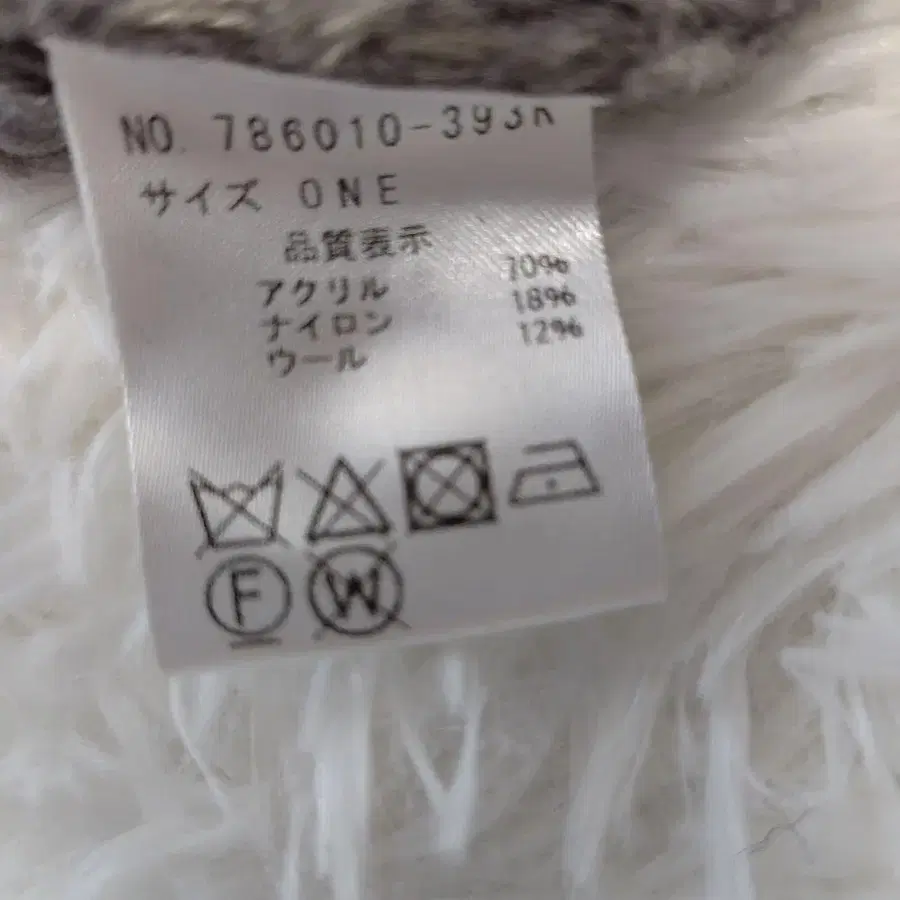 NO. 786010-393R
サイズ ONE
品質表示
アクリル 70%
ナイロン 18%
ウール 12%
F W